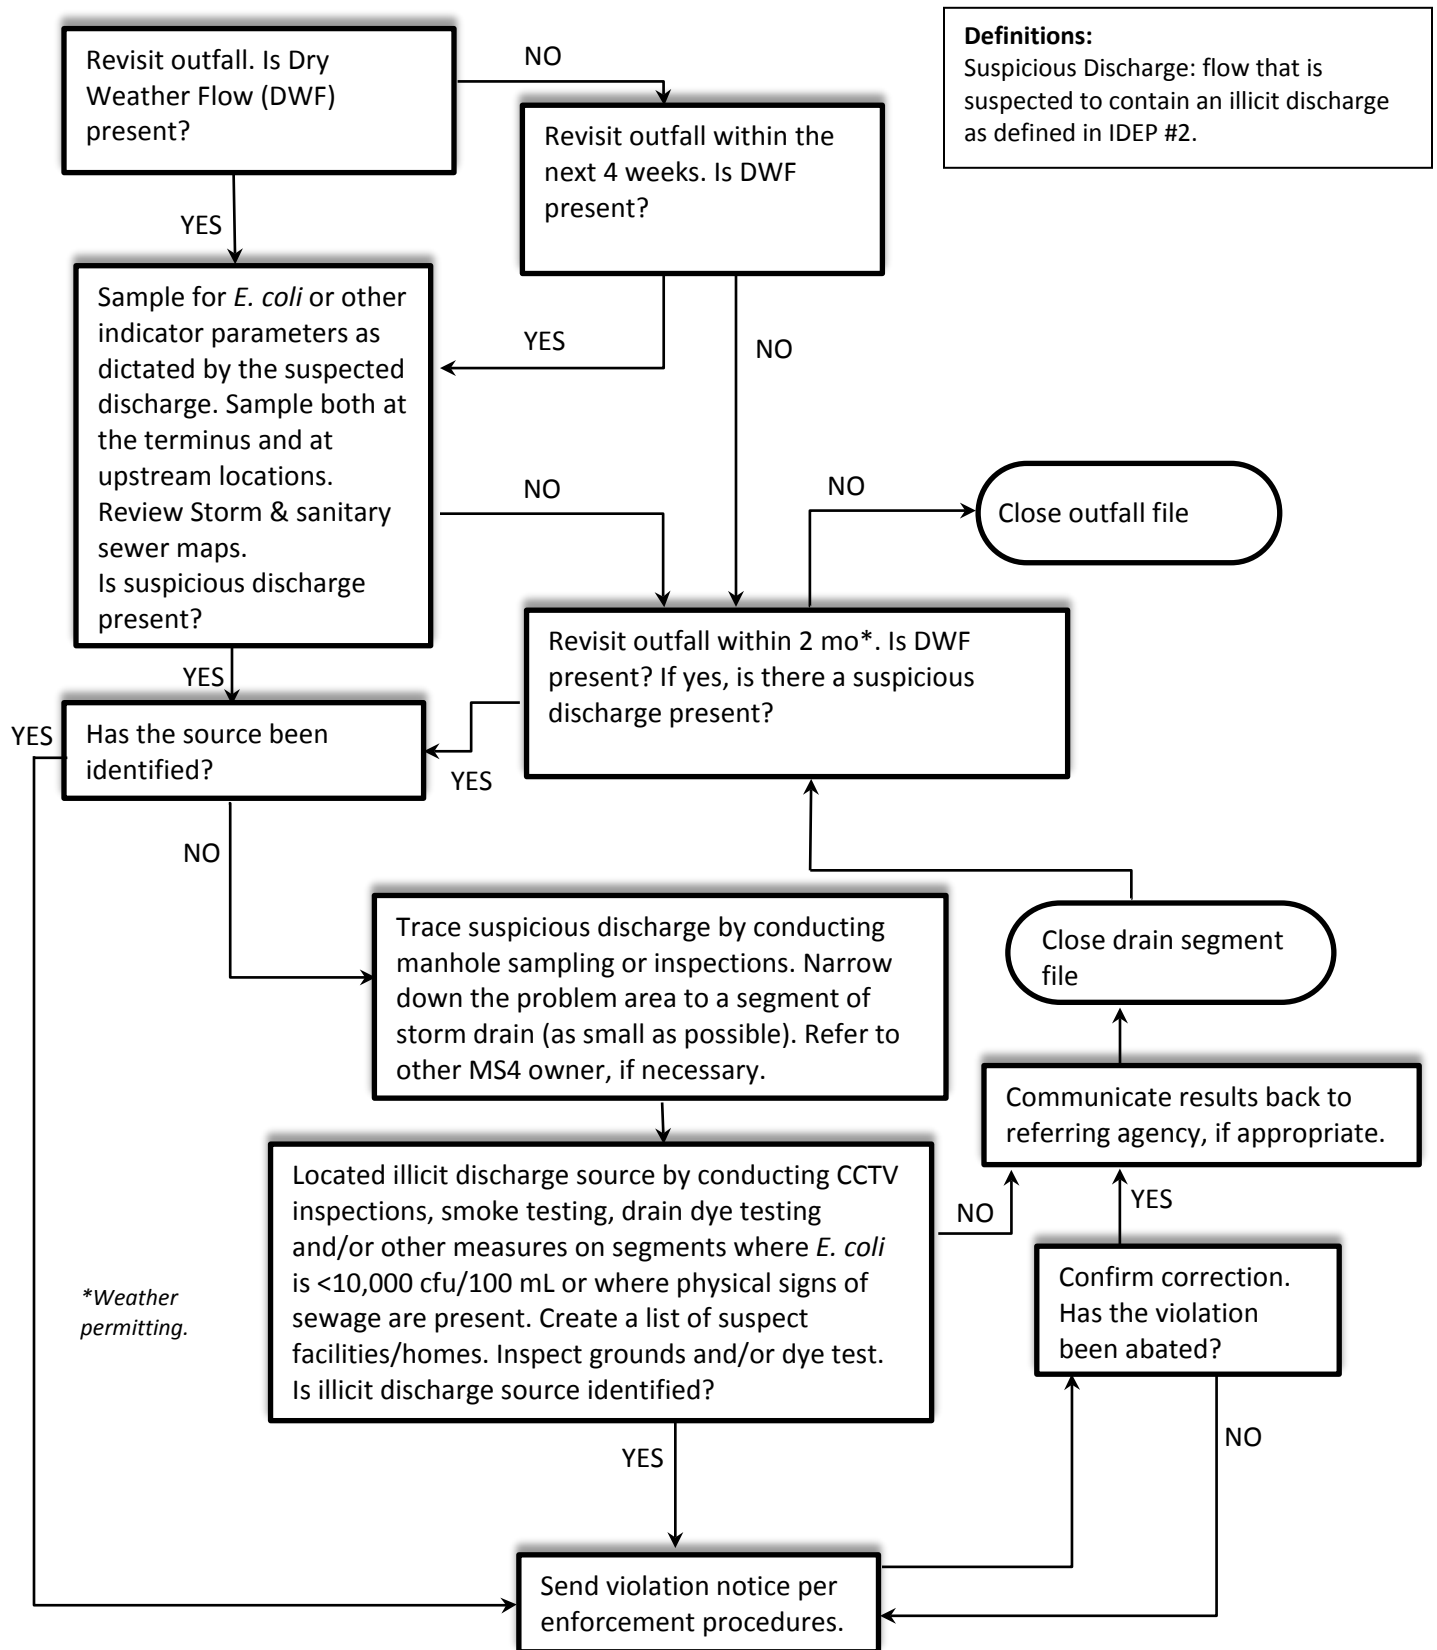 Revisit outfall. Is Dry
Weather Flow (DWF)
present?
NO
Definitions:
Suspicious Discharge: flow that is
suspected to contain an illicit discharge
as defined in IDEP #2.
Revisit outfall within the
next 4 weeks. Is DWF
present?
YES
Sample for E. coli or other
indicator parameters as
dictated by the suspected
discharge. Sample both at
the terminus and at
upstream locations.
Review Storm & sanitary
sewer maps.
Is suspicious discharge
present?
YES
NO
NO
NO
Close outfall file
Revisit outfall within 2 mo*. Is DWF
present? If yes, is there a suspicious
discharge present?
YES
YES
Has the source been
identified?
YES
NO
Trace suspicious discharge by conducting
manhole sampling or inspections. Narrow
down the problem area to a segment of
storm drain (as small as possible). Refer to
other MS4 owner, if necessary.
Close drain segment
file
Communicate results back to
referring agency, if appropriate.
Located illicit discharge source by conducting CCTV
inspections, smoke testing, drain dye testing
and/or other measures on segments where E. coli
is <10,000 cfu/100 mL or where physical signs of
sewage are present. Create a list of suspect
facilities/homes. Inspect grounds and/or dye test.
Is illicit discharge source identified?
NO
YES
Confirm correction.
Has the violation
been abated?
*Weather
permitting.
YES
NO
Send violation notice per
enforcement procedures.